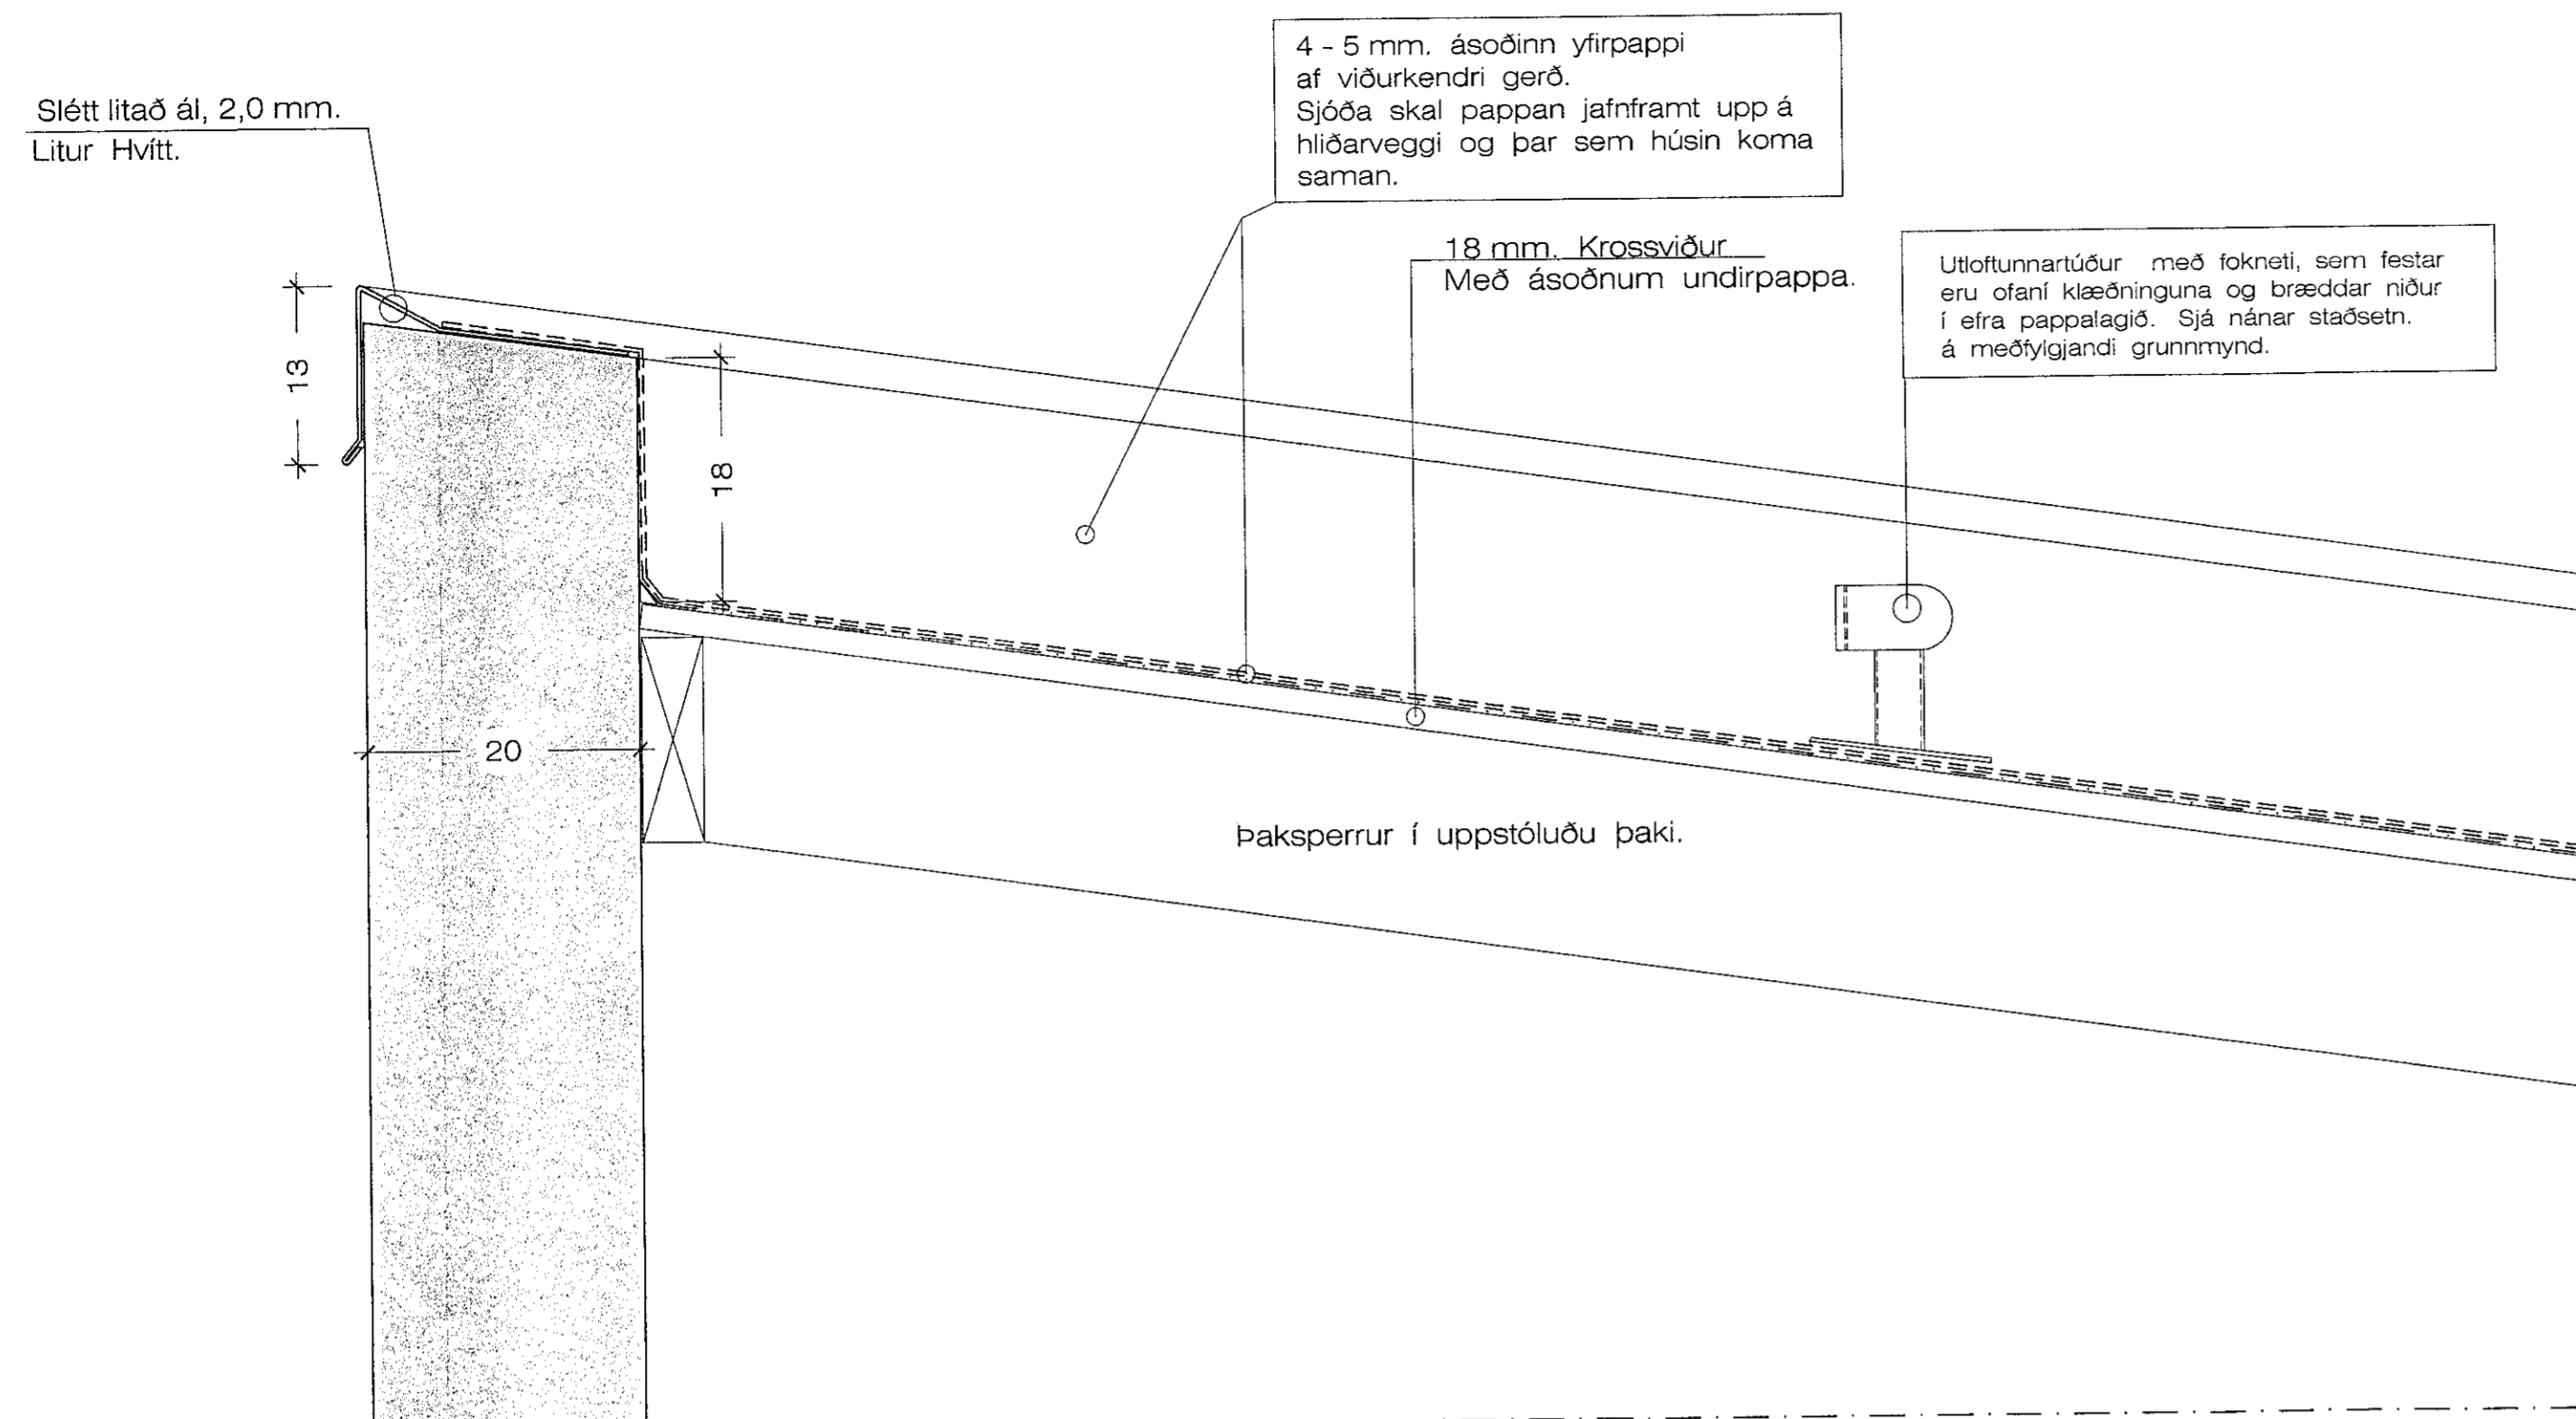 4 - 5 mm. ásoðinn yfirpappi
af viðurkendri gerð.
Sjóða skal pappan jafnframt upp á
hliðarveggi og þar sem húsin koma
saman.
Slétt litað ál, 2,0 mm.
Litur Hvítt.
18 mm. Krossviður
Með ásoðnum undirpappa.
Utloftunnartúður með fokneti, sem festar
eru ofaní klæðninguna og bræddar niður
í efra pappalagið. Sjá nánar staðsetn.
á meðfylgjandi grunnmynd.
13
18
20
Þaksperrur í uppstóluðu þaki.